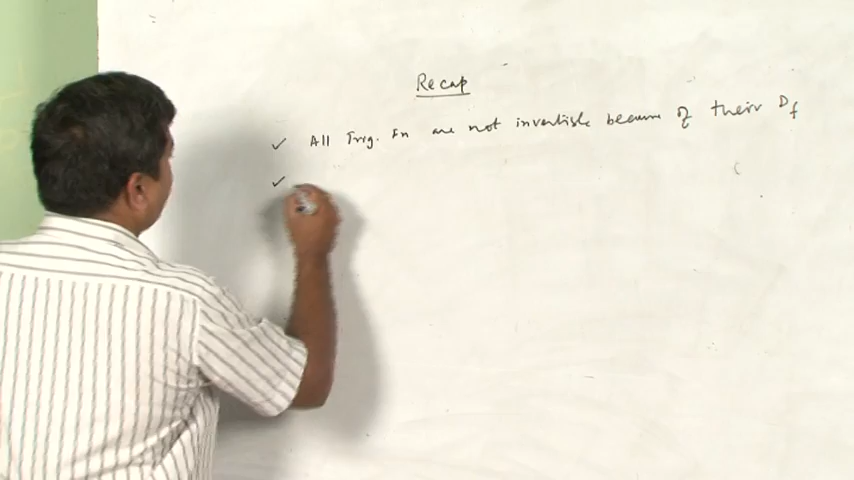 Recap
✓ All Trig. Fn are not invertible because of their Df
✓